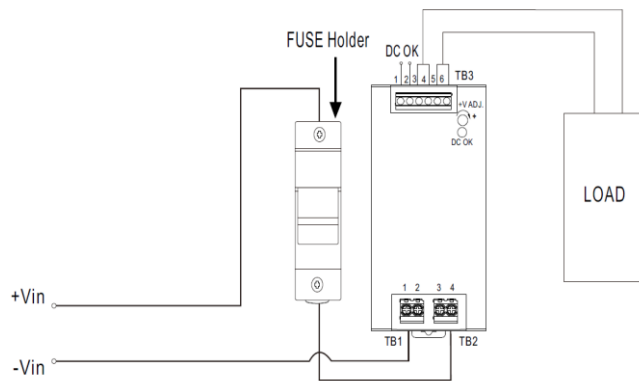 FUSE Holder
DC OK
1 2 3 4 5 6
TB3
+V ADJ.
+
DC OK
LOAD
1 2 3 4
TB1
TB2
+Vin
-Vin